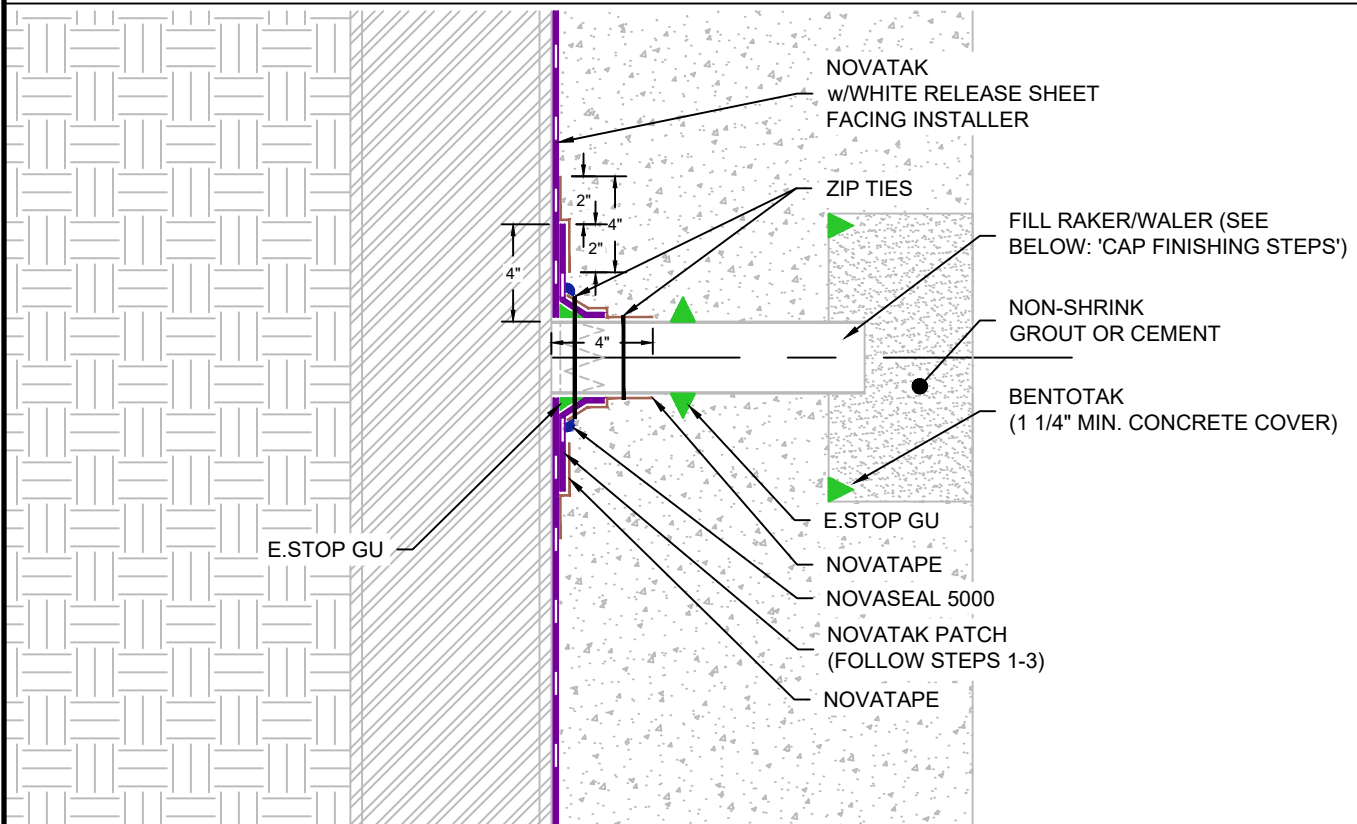 NOVATAK
w/WHITE RELEASE SHEET
FACING INSTALLER
ZIP TIES
2"
4"
2"
4"
FILL RAKER/WALER (SEE
BELOW: 'CAP FINISHING STEPS')
NON-SHRINK
GROUT OR CEMENT
4"
BENTOTAK
(1 1/4" MIN. CONCRETE COVER)
E.STOP GU
E.STOP GU
NOVATAPE
NOVASEAL 5000
NOVATAK PATCH
(FOLLOW STEPS 1-3)
NOVATAPE